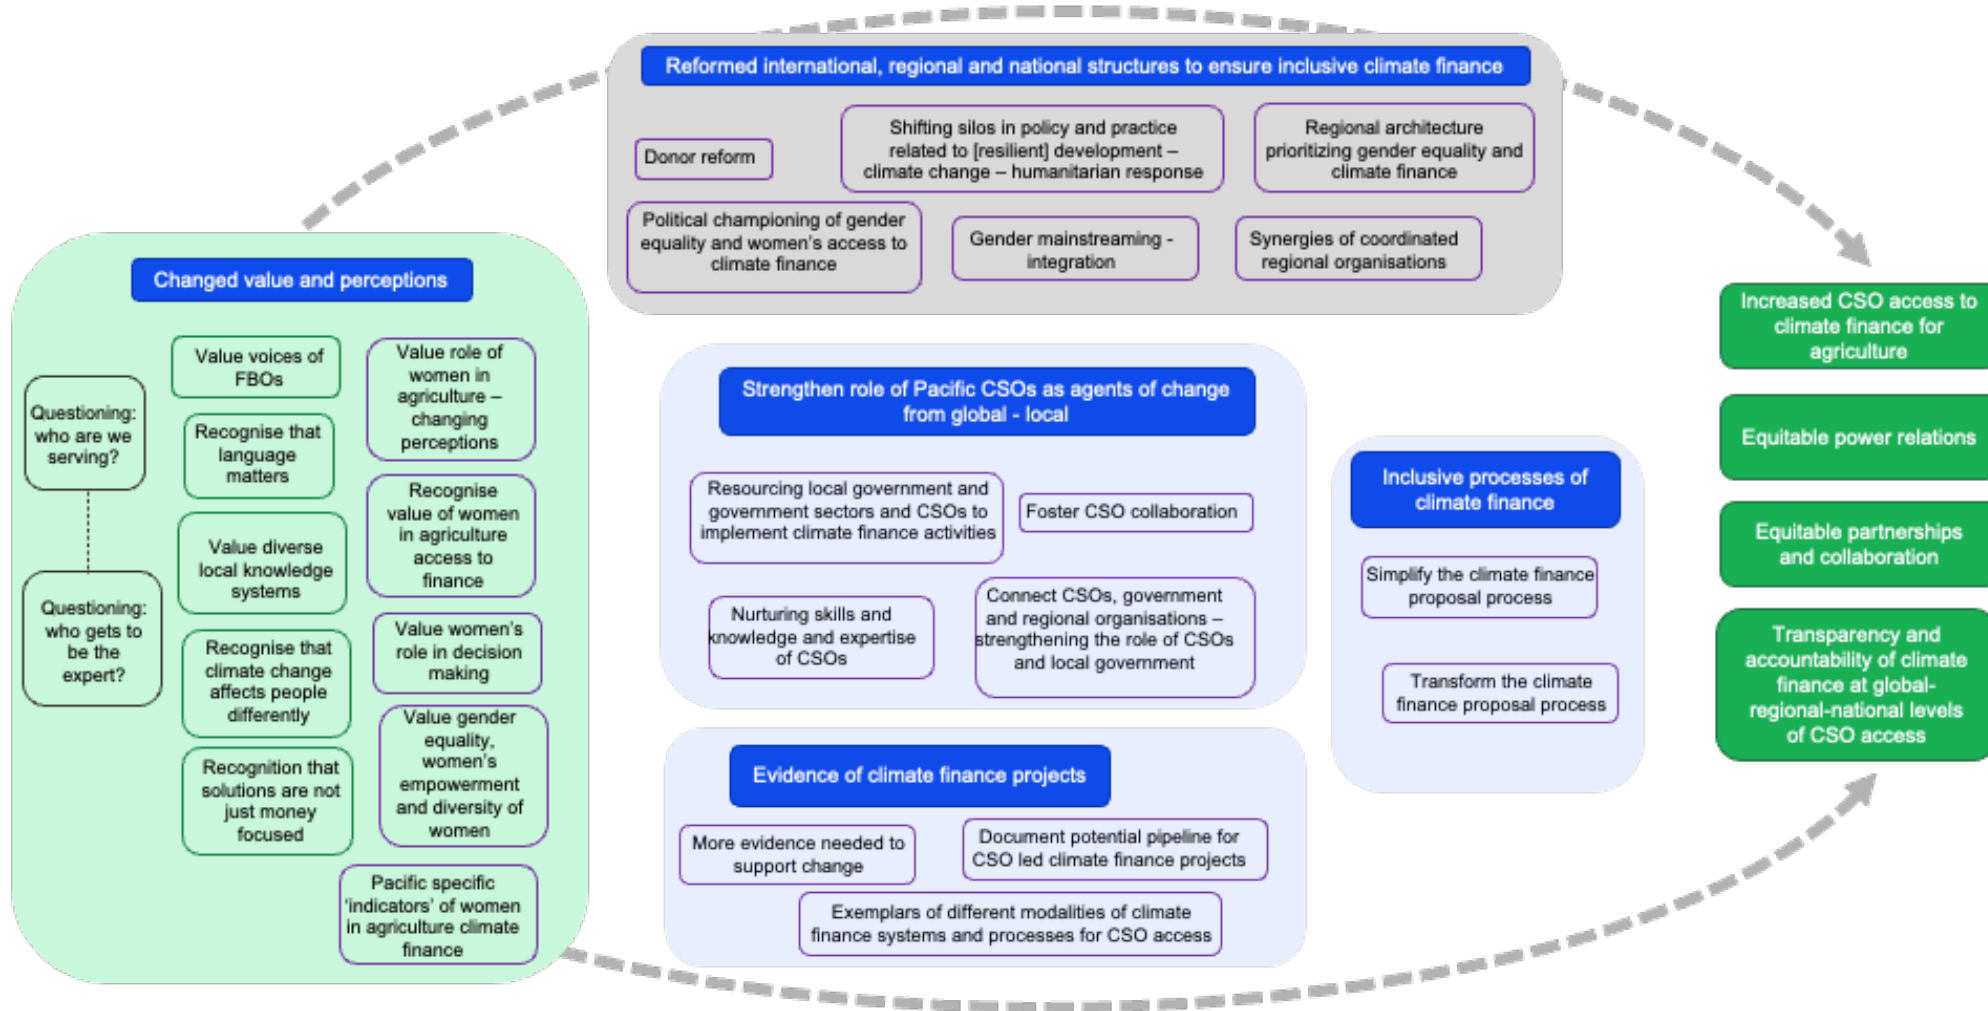 Reformed international, regional and national structures to ensure inclusive climate finance
Donor reform
Shifting silos in policy and practice
related to [resilient] development –
climate change – humanitarian response
Regional architecture
prioritizing gender equality and
climate finance
Political championing of gender
equality and women's access to
climate finance
Gender mainstreaming -
integration
Synergies of coordinated
regional organisations
Changed value and perceptions
Questioning:
who are we
serving?
Questioning:
who gets to
be the
expert?
Value voices of
FBOs
Recognise that
language
matters
Value diverse
local knowledge
systems
Recognise that
climate change
affects people
differently
Recognition that
solutions are not
just money
focused
Value role of
women in
agriculture –
changing
perceptions
Recognise
value of women
in agriculture
access to
finance
Value women's
role in decision
making
Value gender
equality,
women's
empowerment
and diversity of
women
Pacific specific
'indicators' of women
in agriculture climate
finance
Strengthen role of Pacific CSOs as agents of change
from global - local
Resourcing local government and
government sectors and CSOs to
implement climate finance activities
Foster CSO collaboration
Nurturing skills and
knowledge and expertise
of CSOs
Connect CSOs, government
and regional organisations –
strengthening the role of CSOs
and local government
Evidence of climate finance projects
More evidence needed to
support change
Document potential pipeline for
CSO led climate finance projects
Exemplars of different modalities of climate
finance systems and processes for CSO access
Inclusive processes of
climate finance
Simplify the climate finance
proposal process
Transform the climate
finance proposal process
Increased CSO access to
climate finance for
agriculture
Equitable power relations
Equitable partnerships
and collaboration
Transparency and
accountability of climate
finance at global-
regional-national levels
of CSO access